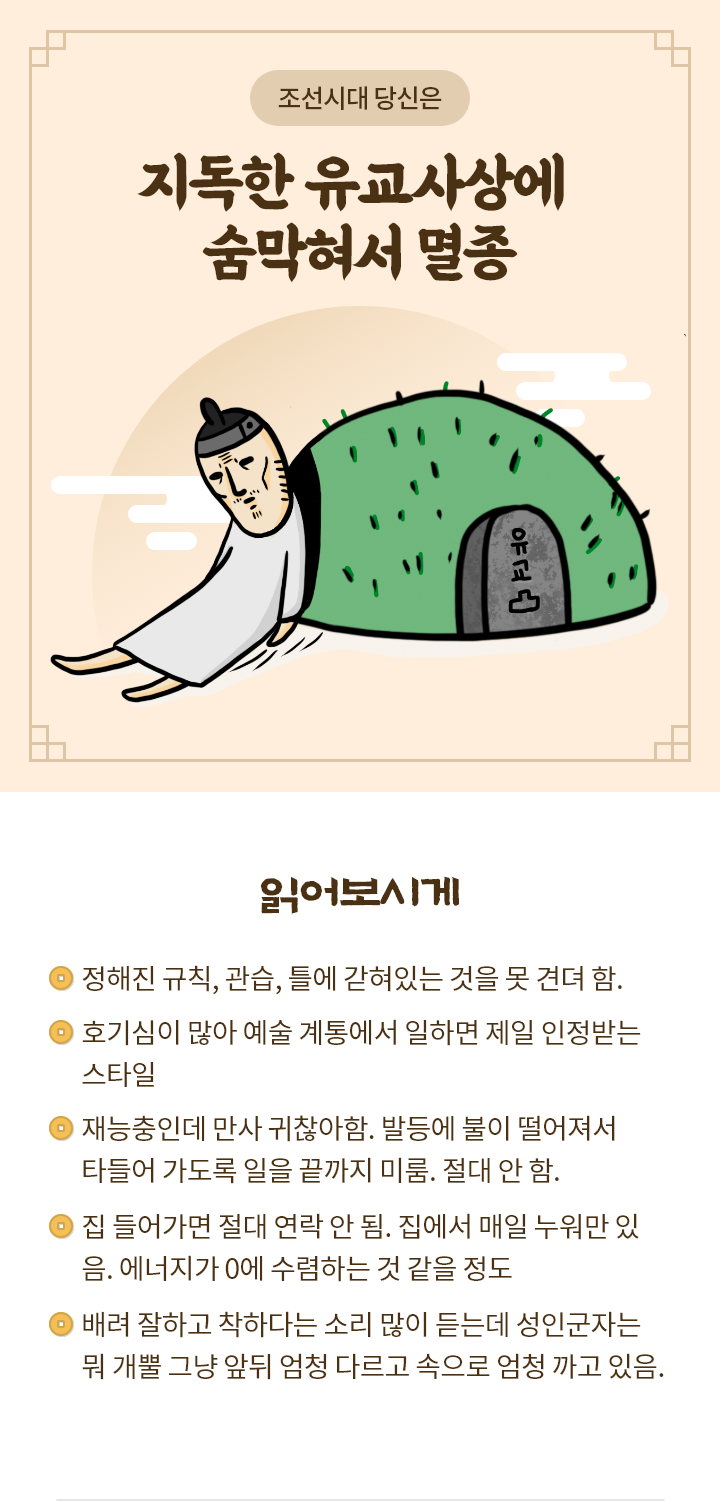 조선시대 당신은
지독한 유교사상에
숨막혀서 멸종
유교
읽어보시게
정해진 규칙, 관습, 틀에 갇혀있는 것을 못 견뎌 함.
호기심이 많아 예술 계통에서 일하면 제일 인정받는
스타일
재능충인데 만사 귀찮아함. 발등에 불이 떨어져서
타들어 가도록 일을 끝까지 미룸. 절대 안 함.
집 들어가면 절대 연락 안 됨. 집에서 매일 누워만 있
음. 에너지가 0에 수렴하는 것 같을 정도
배려 잘하고 착하다는 소리 많이 듣는데 성인군자는
뭐 개뿔 그냥 앞뒤 엄청 다르고 속으로 엄청 까고 있음.